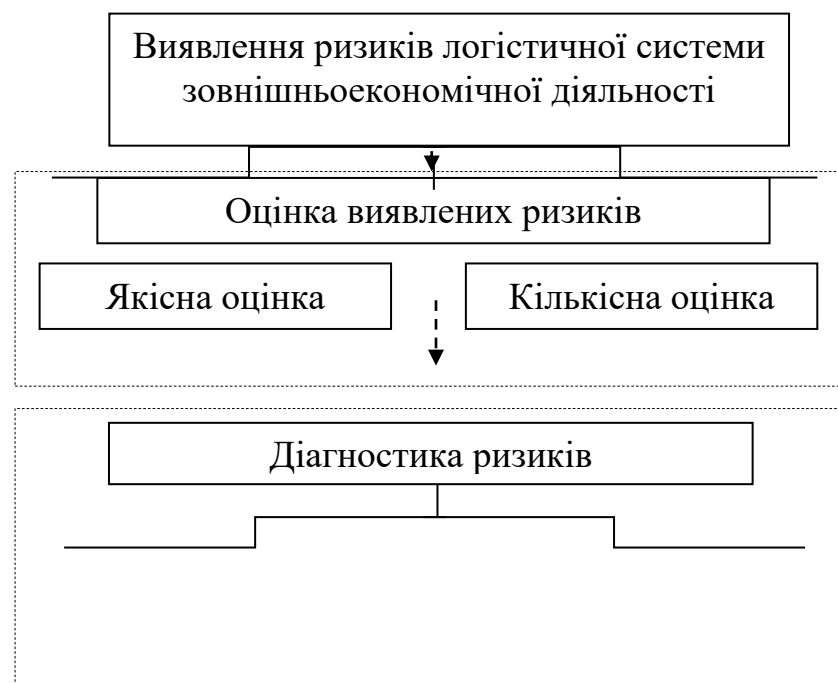 Виявлення ризиків логістичної системи
зовнішньоекономічної діяльності
Оцінка виявлених ризиків
Якісна оцінка
Кількісна оцінка
Діагностика ризиків